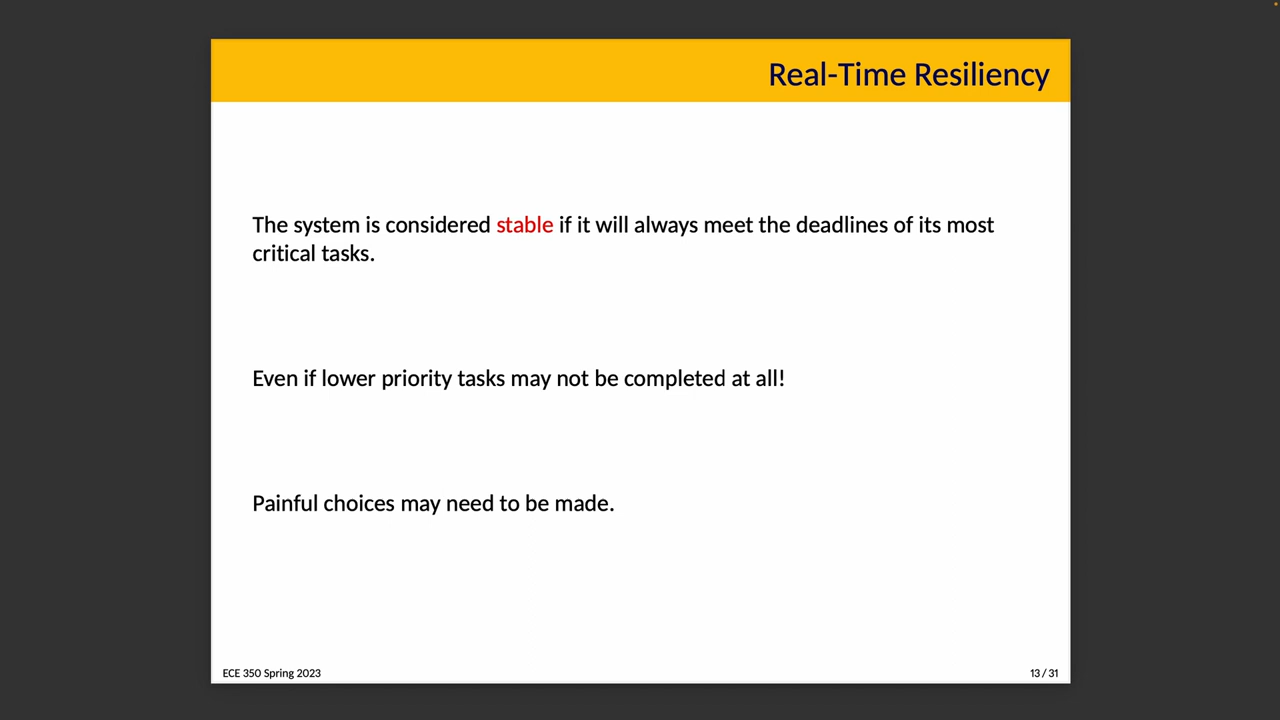 Real-Time Resiliency
The system is considered stable if it will always meet the deadlines of its most
critical tasks.
Even if lower priority tasks may not be completed at all!
Painful choices may need to be made.
ECE 350 Spring 2023
13 / 31